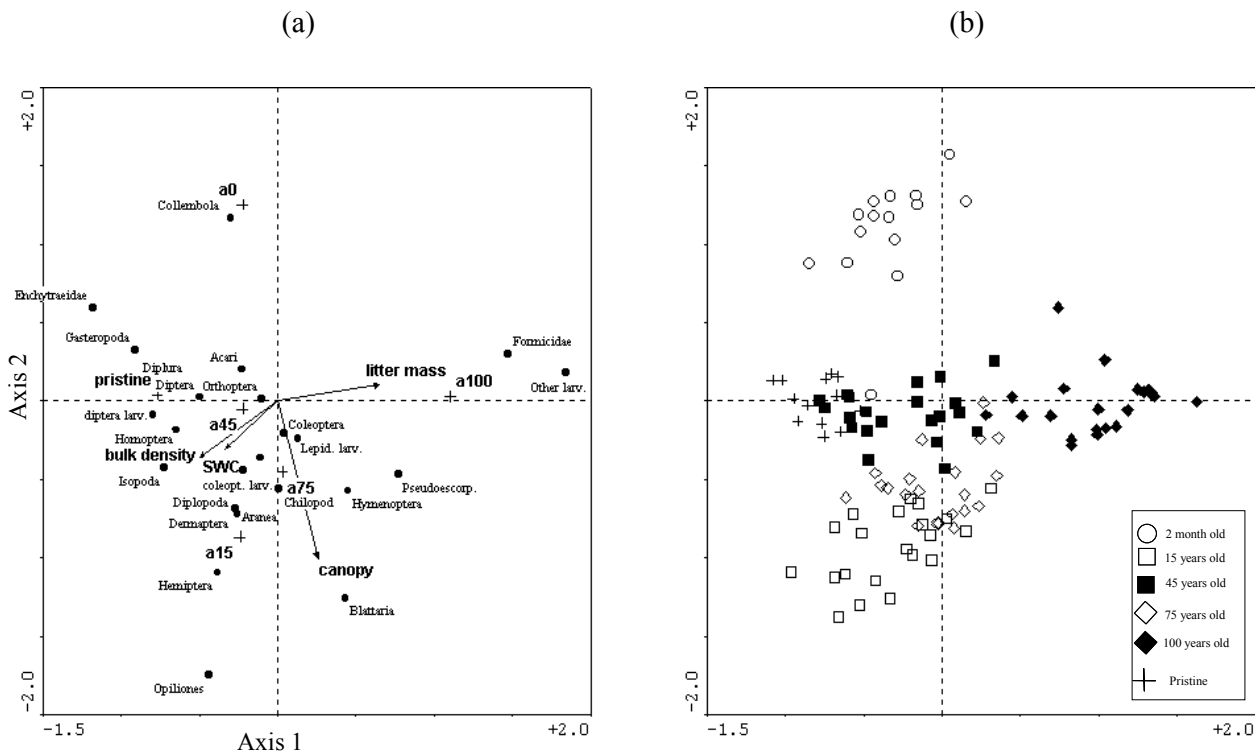 (a)
(b)
+2.0
+2.0
a0
Collembola
Enchytraeidae
Gasteropoda
Diplura
Acari
Formicidae
litter mass
a100
pristine
Diptera
Orthoptera
Other larv.
Axis 2
diptera larv.
a45
Coleoptera
Homoptera
Lepid. larv.
bulk density
SWC
Isopoda
coleopt. larv.
a75
Pseudoescorp.
Diplopoda
Chilopod
Hymenoptera
Dermaptera
Aranea
a15
canopy
Hemiptera
Blattaria
Opiliones
-2.0
-2.0
-1.5
+2.0
-1.5
+2.0
Axis 1
2 month old
15 years old
45 years old
75 years old
100 years old
Pristine